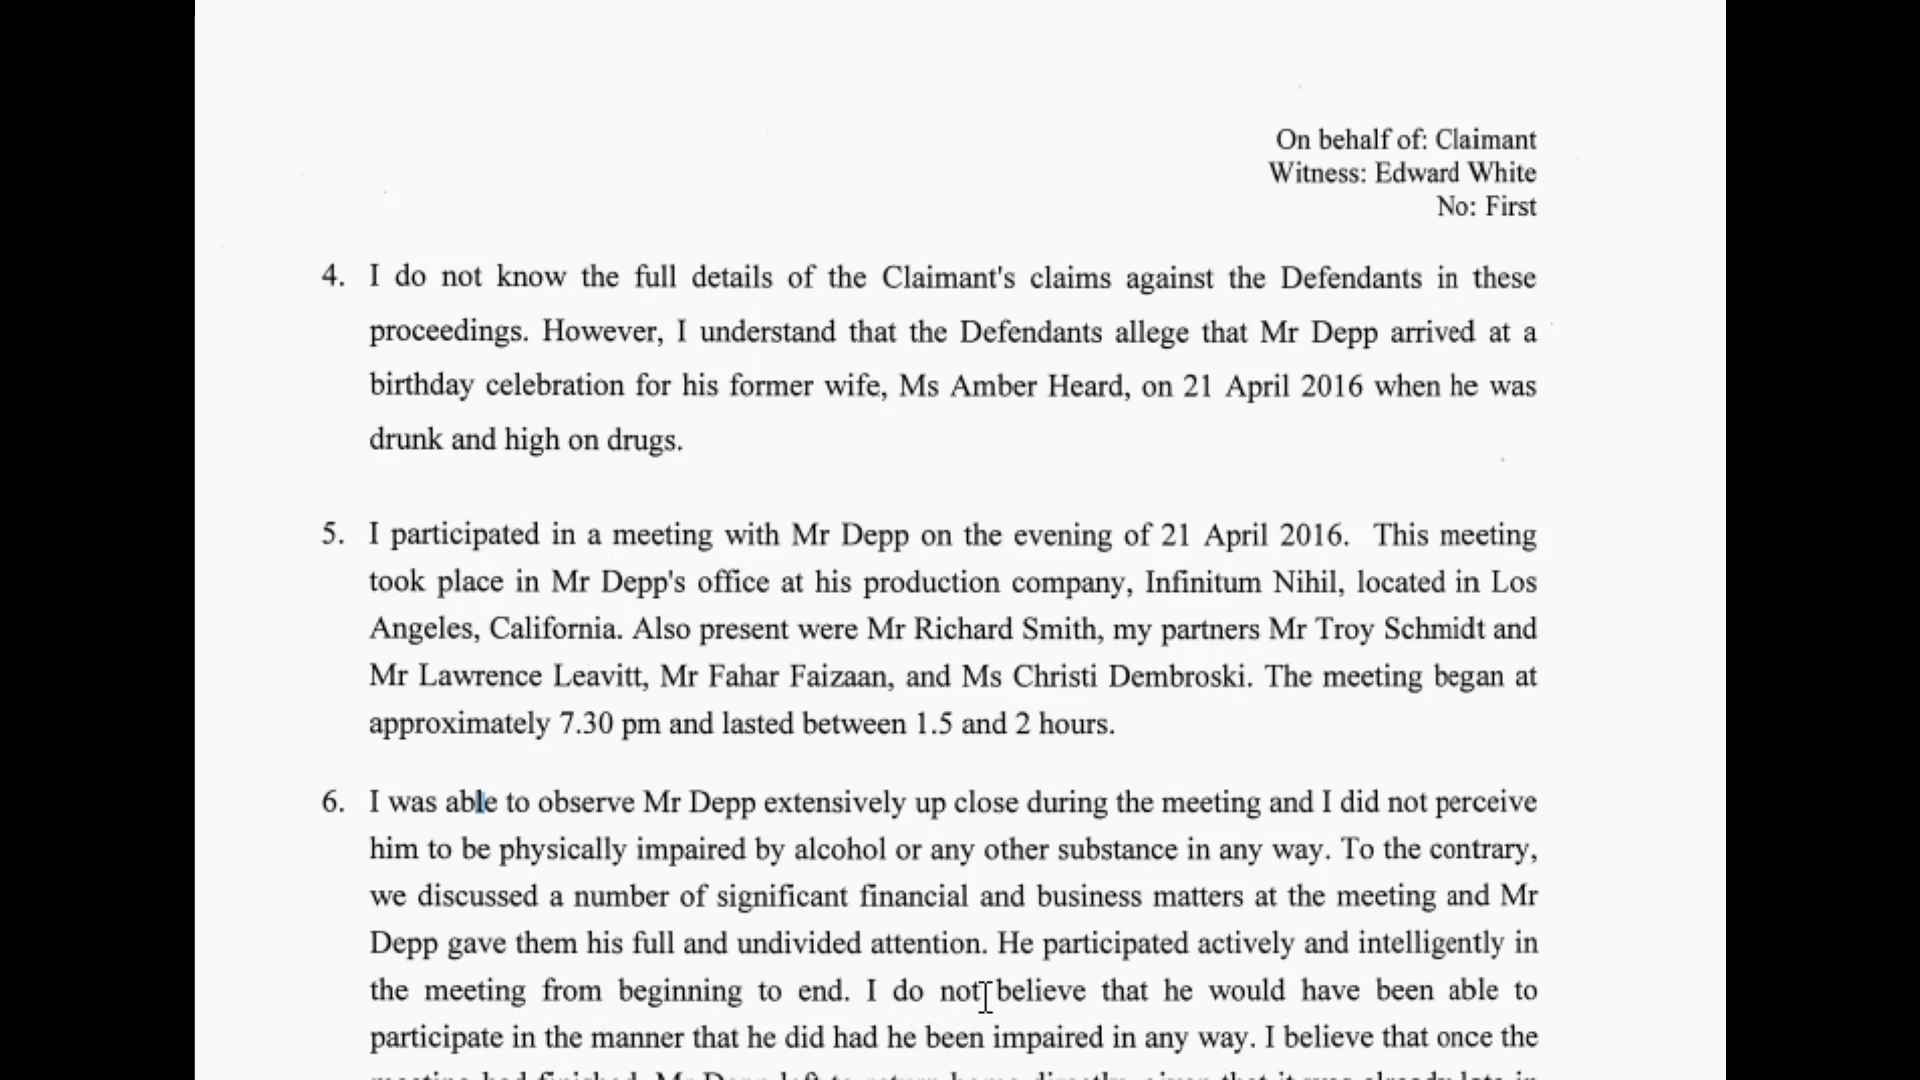 On behalf of: Claimant
Witness: Edward White
No: First
4. I do not know the full details of the Claimant's claims against the Defendants in these
proceedings. However, I understand that the Defendants allege that Mr Depp arrived at a
birthday celebration for his former wife, Ms Amber Heard, on 21 April 2016 when he was
drunk and high on drugs.
5. I participated in a meeting with Mr Depp on the evening of 21 April 2016. This meeting
took place in Mr Depp's office at his production company, Infinitum Nihil, located in Los
Angeles, California. Also present were Mr Richard Smith, my partners Mr Troy Schmidt and
Mr Lawrence Leavitt, Mr Fahar Faizaan, and Ms Christi Dembroski. The meeting began at
approximately 7.30 pm and lasted between 1.5 and 2 hours.
6. I was able to observe Mr Depp extensively up close during the meeting and I did not perceive
him to be physically impaired by alcohol or any other substance in any way. To the contrary,
we discussed a number of significant financial and business matters at the meeting and Mr
Depp gave them his full and undivided attention. He participated actively and intelligently in
the meeting from beginning to end. I do not believe that he would have been able to
participate in the manner that he did had he been impaired in any way. I believe that once the